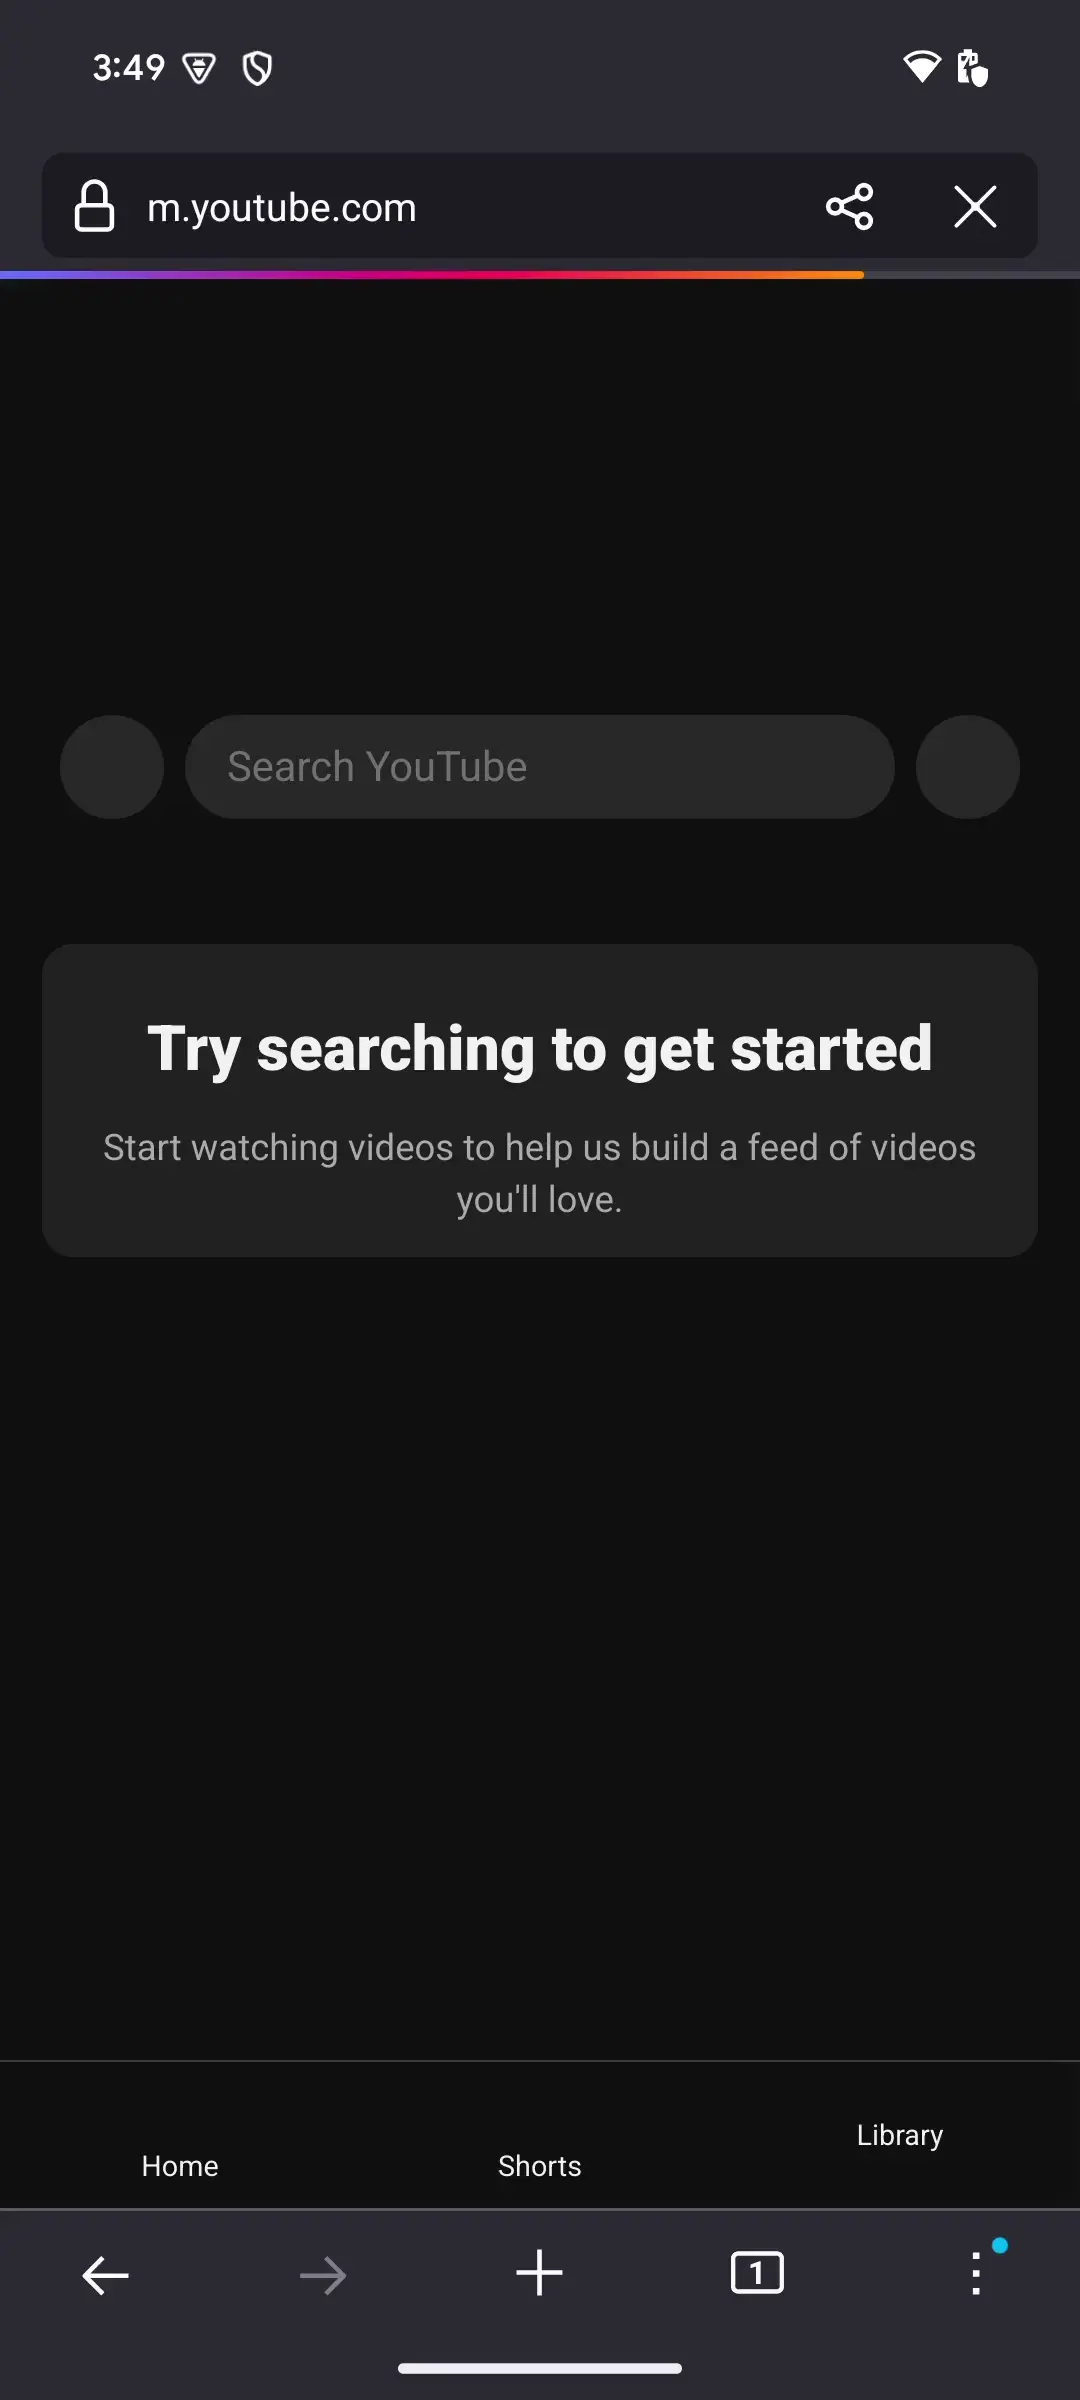 3:49
m.youtube.com
Search YouTube
Try searching to get started
Start watching videos to help us build a feed of videos
you'll love.
Home
Shorts
Library
1